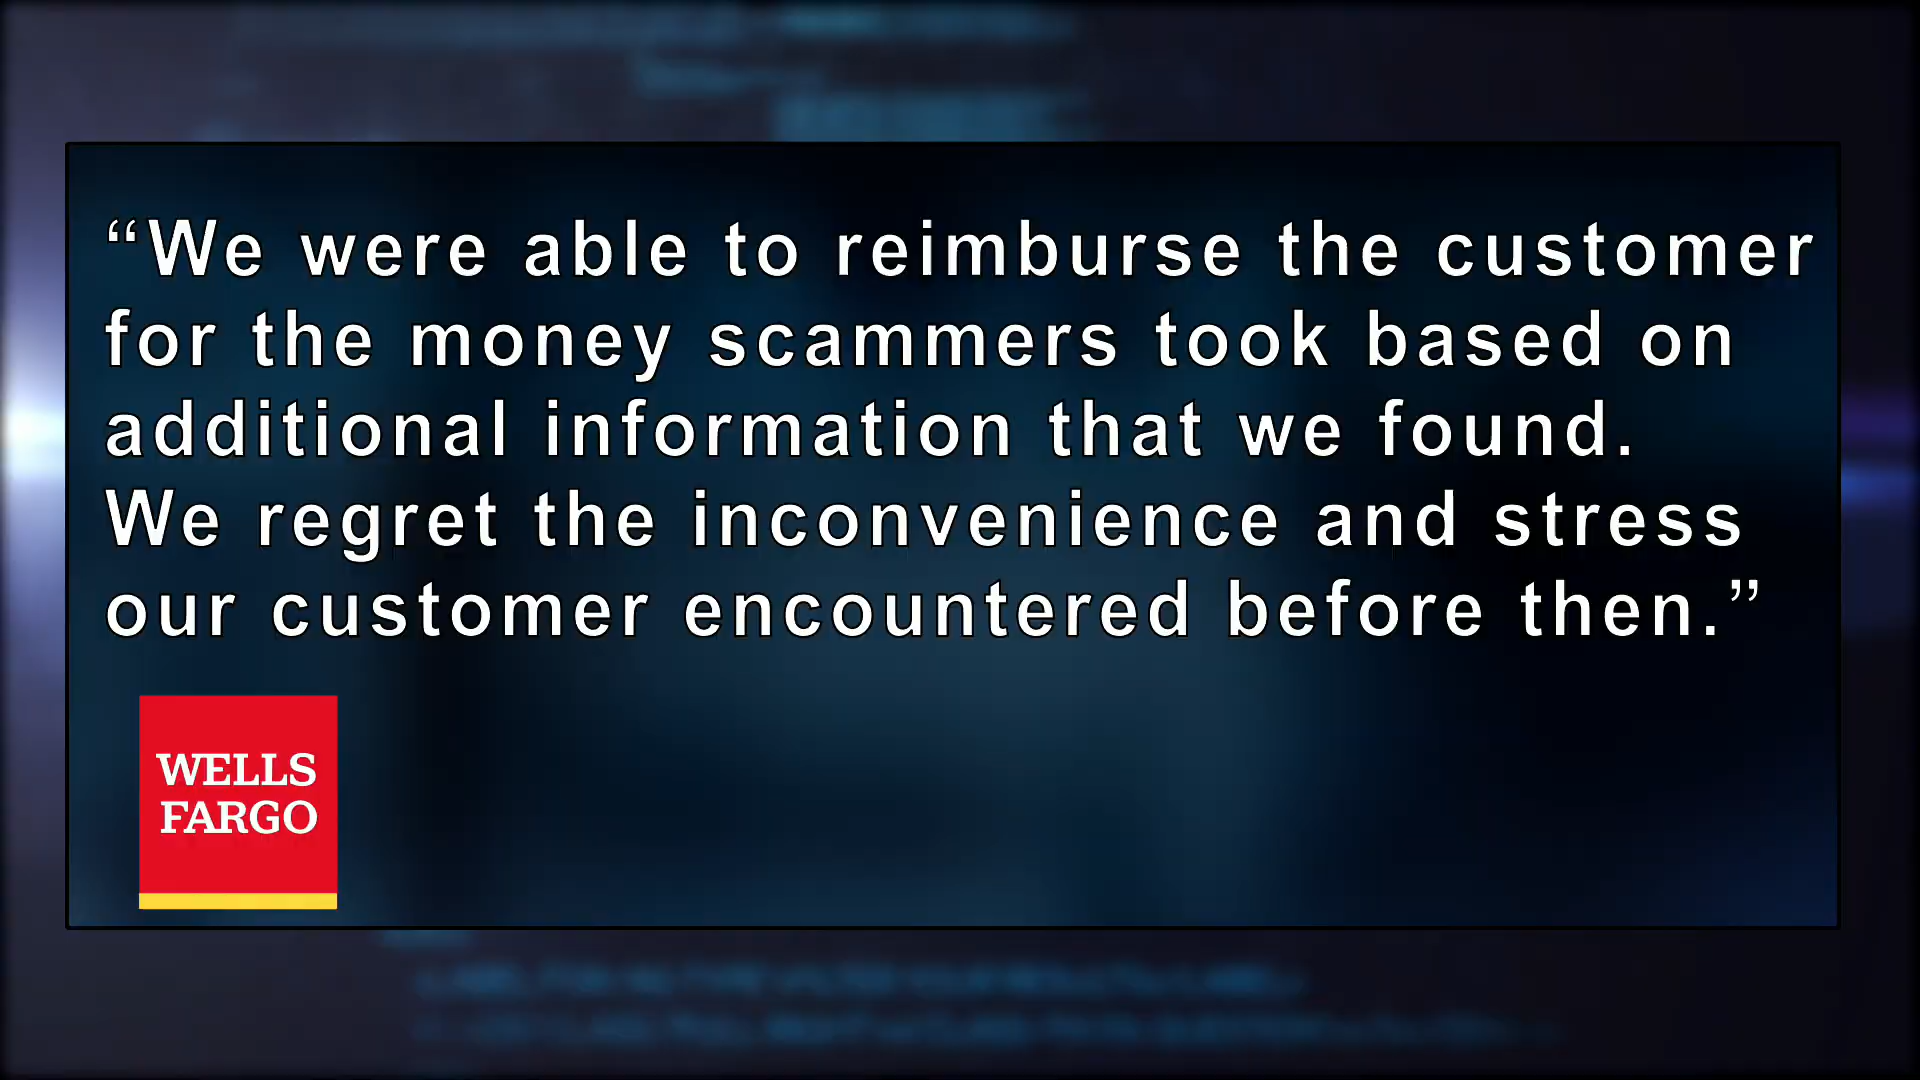 “We were able to reimburse the customer
for the money scammers took based on
additional information that we found.
We regret the inconvenience and stress
our customer encountered before then.”
WELLS
FARGO